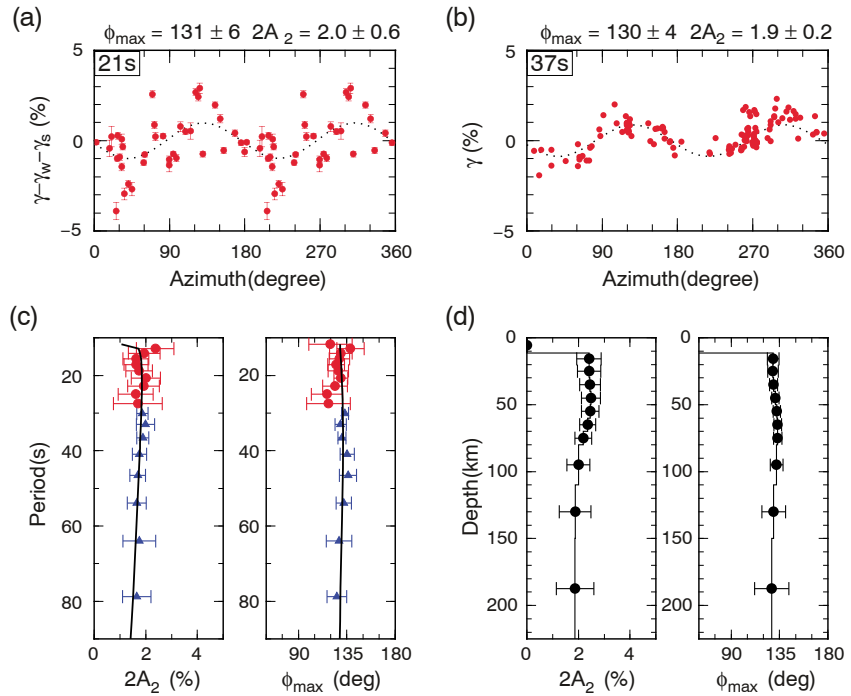 (a)
ϕmax = 131 ± 6 2A2 = 2.0 ± 0.6
21s
5
0
−5
γ−γw−γs (%)
0 90 180 270 360
Azimuth(degree)
(b)
ϕmax = 130 ± 4 2A2 = 1.9 ± 0.2
37s
5
0
−5
γ (%)
0 90 180 270 360
Azimuth(degree)
(c)
20
40
60
80
Period(s)
0 2 4
2A2 (%)
90 135 180
ϕmax (deg)
(d)
0
50
100
150
200
Depth(km)
0 2 4
2A2 (%)
0
50
100
150
200
90 135 180
ϕmax (deg)